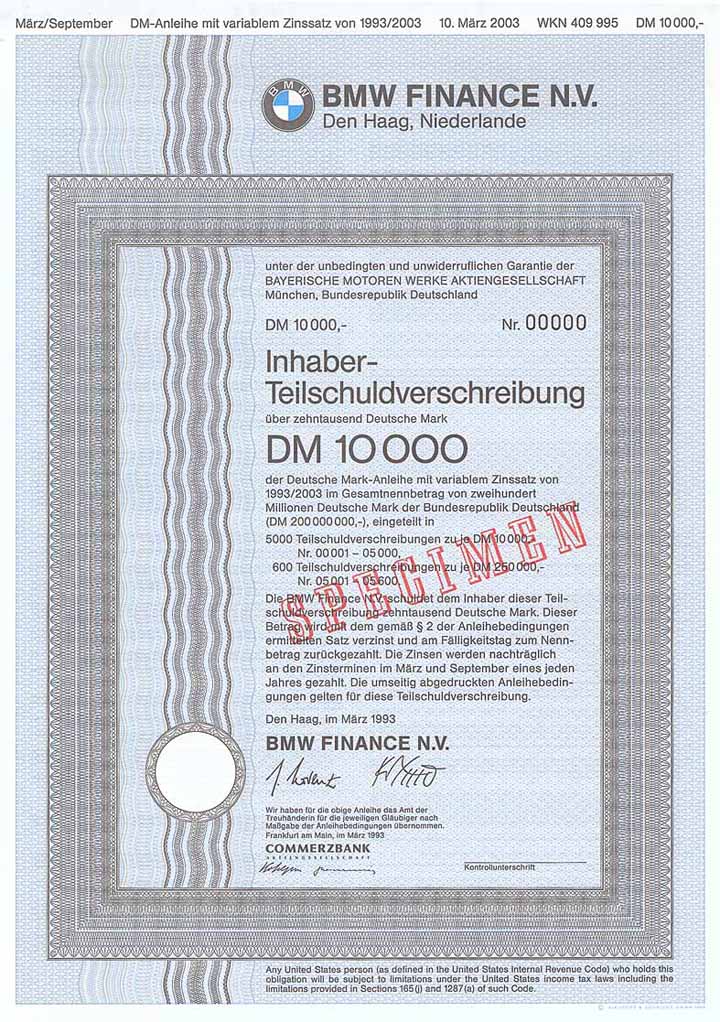 März/September DM-Anleihe mit variablem Zinssatz von 1993/2003 10. März 2003 WKN 409 995 DM 10 000,-
BMW
BMW FINANCE N.V.
Den Haag, Niederlande
unter der unbedingten und unwiderruflichen Garantie der
BAYERISCHE MOTOREN WERKE AKTIENGESELLSCHAFT
München, Bundesrepublik Deutschland
DM 10 000,- Nr. 00000
Inhaber-
Teilschuldverschreibung
über zehntausend Deutsche Mark
DM 10 000
der Deutsche Mark-Anleihe mit variablem Zinssatz von
1993/2003 im Gesamtnennbetrag von zweihundert
Millionen Deutsche Mark der Bundesrepublik Deutschland
(DM 200 000 000,-), eingeteilt in
5000 Teilschuldverschreibungen zu je DM 10 000,-
Nr. 00 001 – 05 000,
600 Teilschuldverschreibungen zu je DM 250 000,-
Nr. 05 001 – 05 600.
SPECIMEN
Die BMW Finance N.V. schuldet dem Inhaber dieser Teil-
schuldverschreibung zehntausend Deutsche Mark. Dieser
Betrag wird mit dem gemäß § 2 der Anleihebedingungen
ermittelten Satz verzinst und am Fälligkeitstag zum Nenn-
betrag zurückgezahlt. Die Zinsen werden nachträglich
an den Zinsterminen im März und September eines jeden
Jahres gezahlt. Die umseitig abgedruckten Anleihebedin-
gungen gelten für diese Teilschuldverschreibung.
Den Haag, im März 1993
BMW FINANCE N.V.
Wir haben für die obige Anleihe das Amt der
Treuhänderin für die jeweiligen Gläubiger nach
Maßgabe der Anleihebedingungen übernommen.
Frankfurt am Main, im März 1993
COMMERZBANK
AKTIENGESELLSCHAFT
Kontrollunterschrift
Any United States person (as defined in the United States Internal Revenue Code) who holds this
obligation will be subject to limitations under the United States income tax laws including the
limitations provided in Sections 165(j) and 1287(a) of such Code.